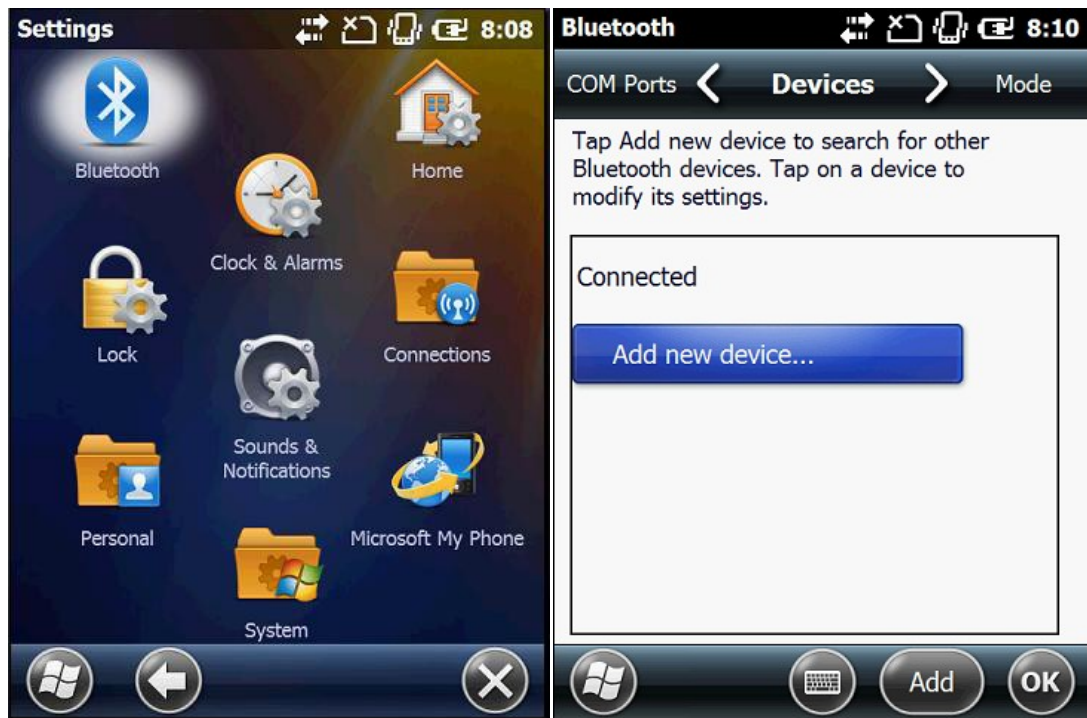 Settings 8:08
Bluetooth
Home
Clock & Alarms
Lock
Connections
Sounds &
Notifications
Personal
Microsoft My Phone
System
Bluetooth 8:10
COM Ports Devices Mode
Tap Add new device to search for other
Bluetooth devices. Tap on a device to
modify its settings.
Connected
Add new device...
Add OK